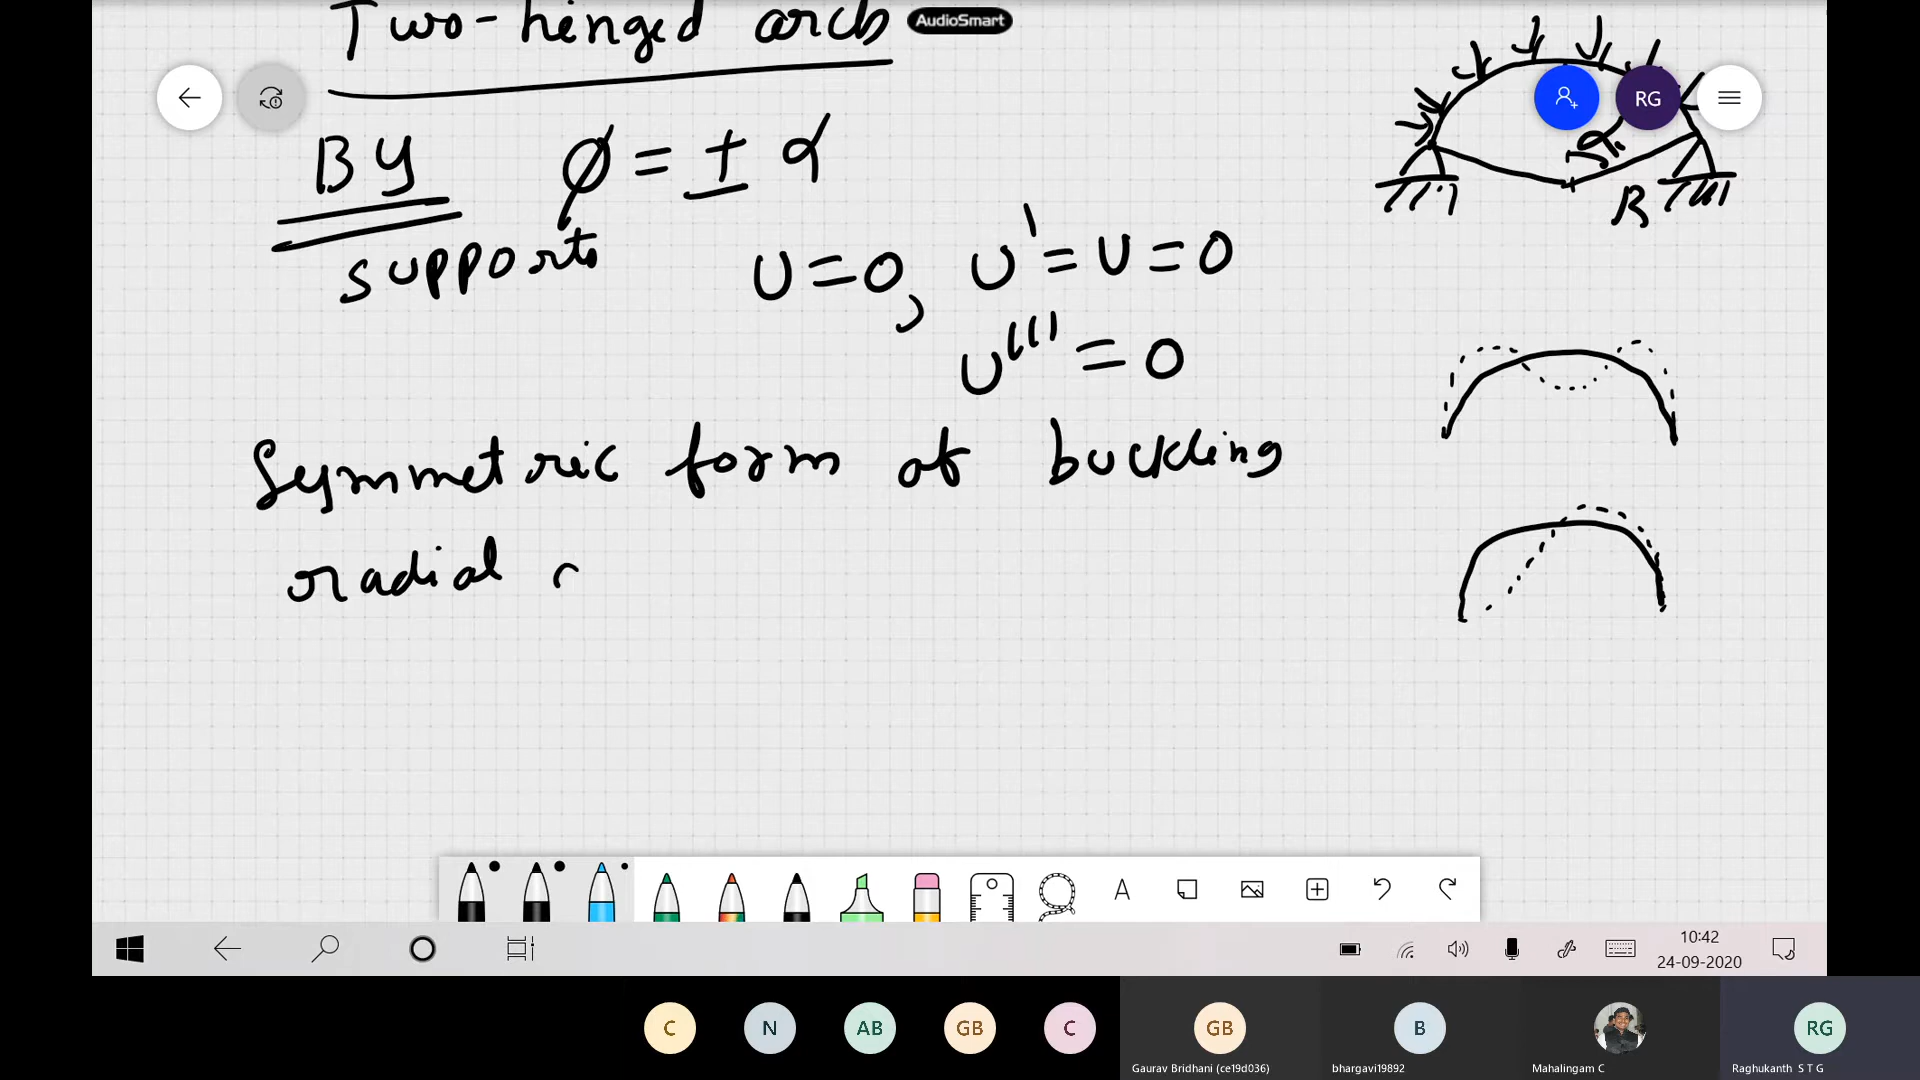 Two-hinged arch
AudioSmart
RG
α
R
BY ϕ = ± α
supports
U = 0, U' = U = 0
U''' = 0
Symmetric form of buckling
radial
A
10:42
24-09-2020
C
N
AB
GB
C
GB
B
RG
Gaurav Bridhani (ce19d036)
bhargavi19892
Mahalingam C
Raghukanth S T G